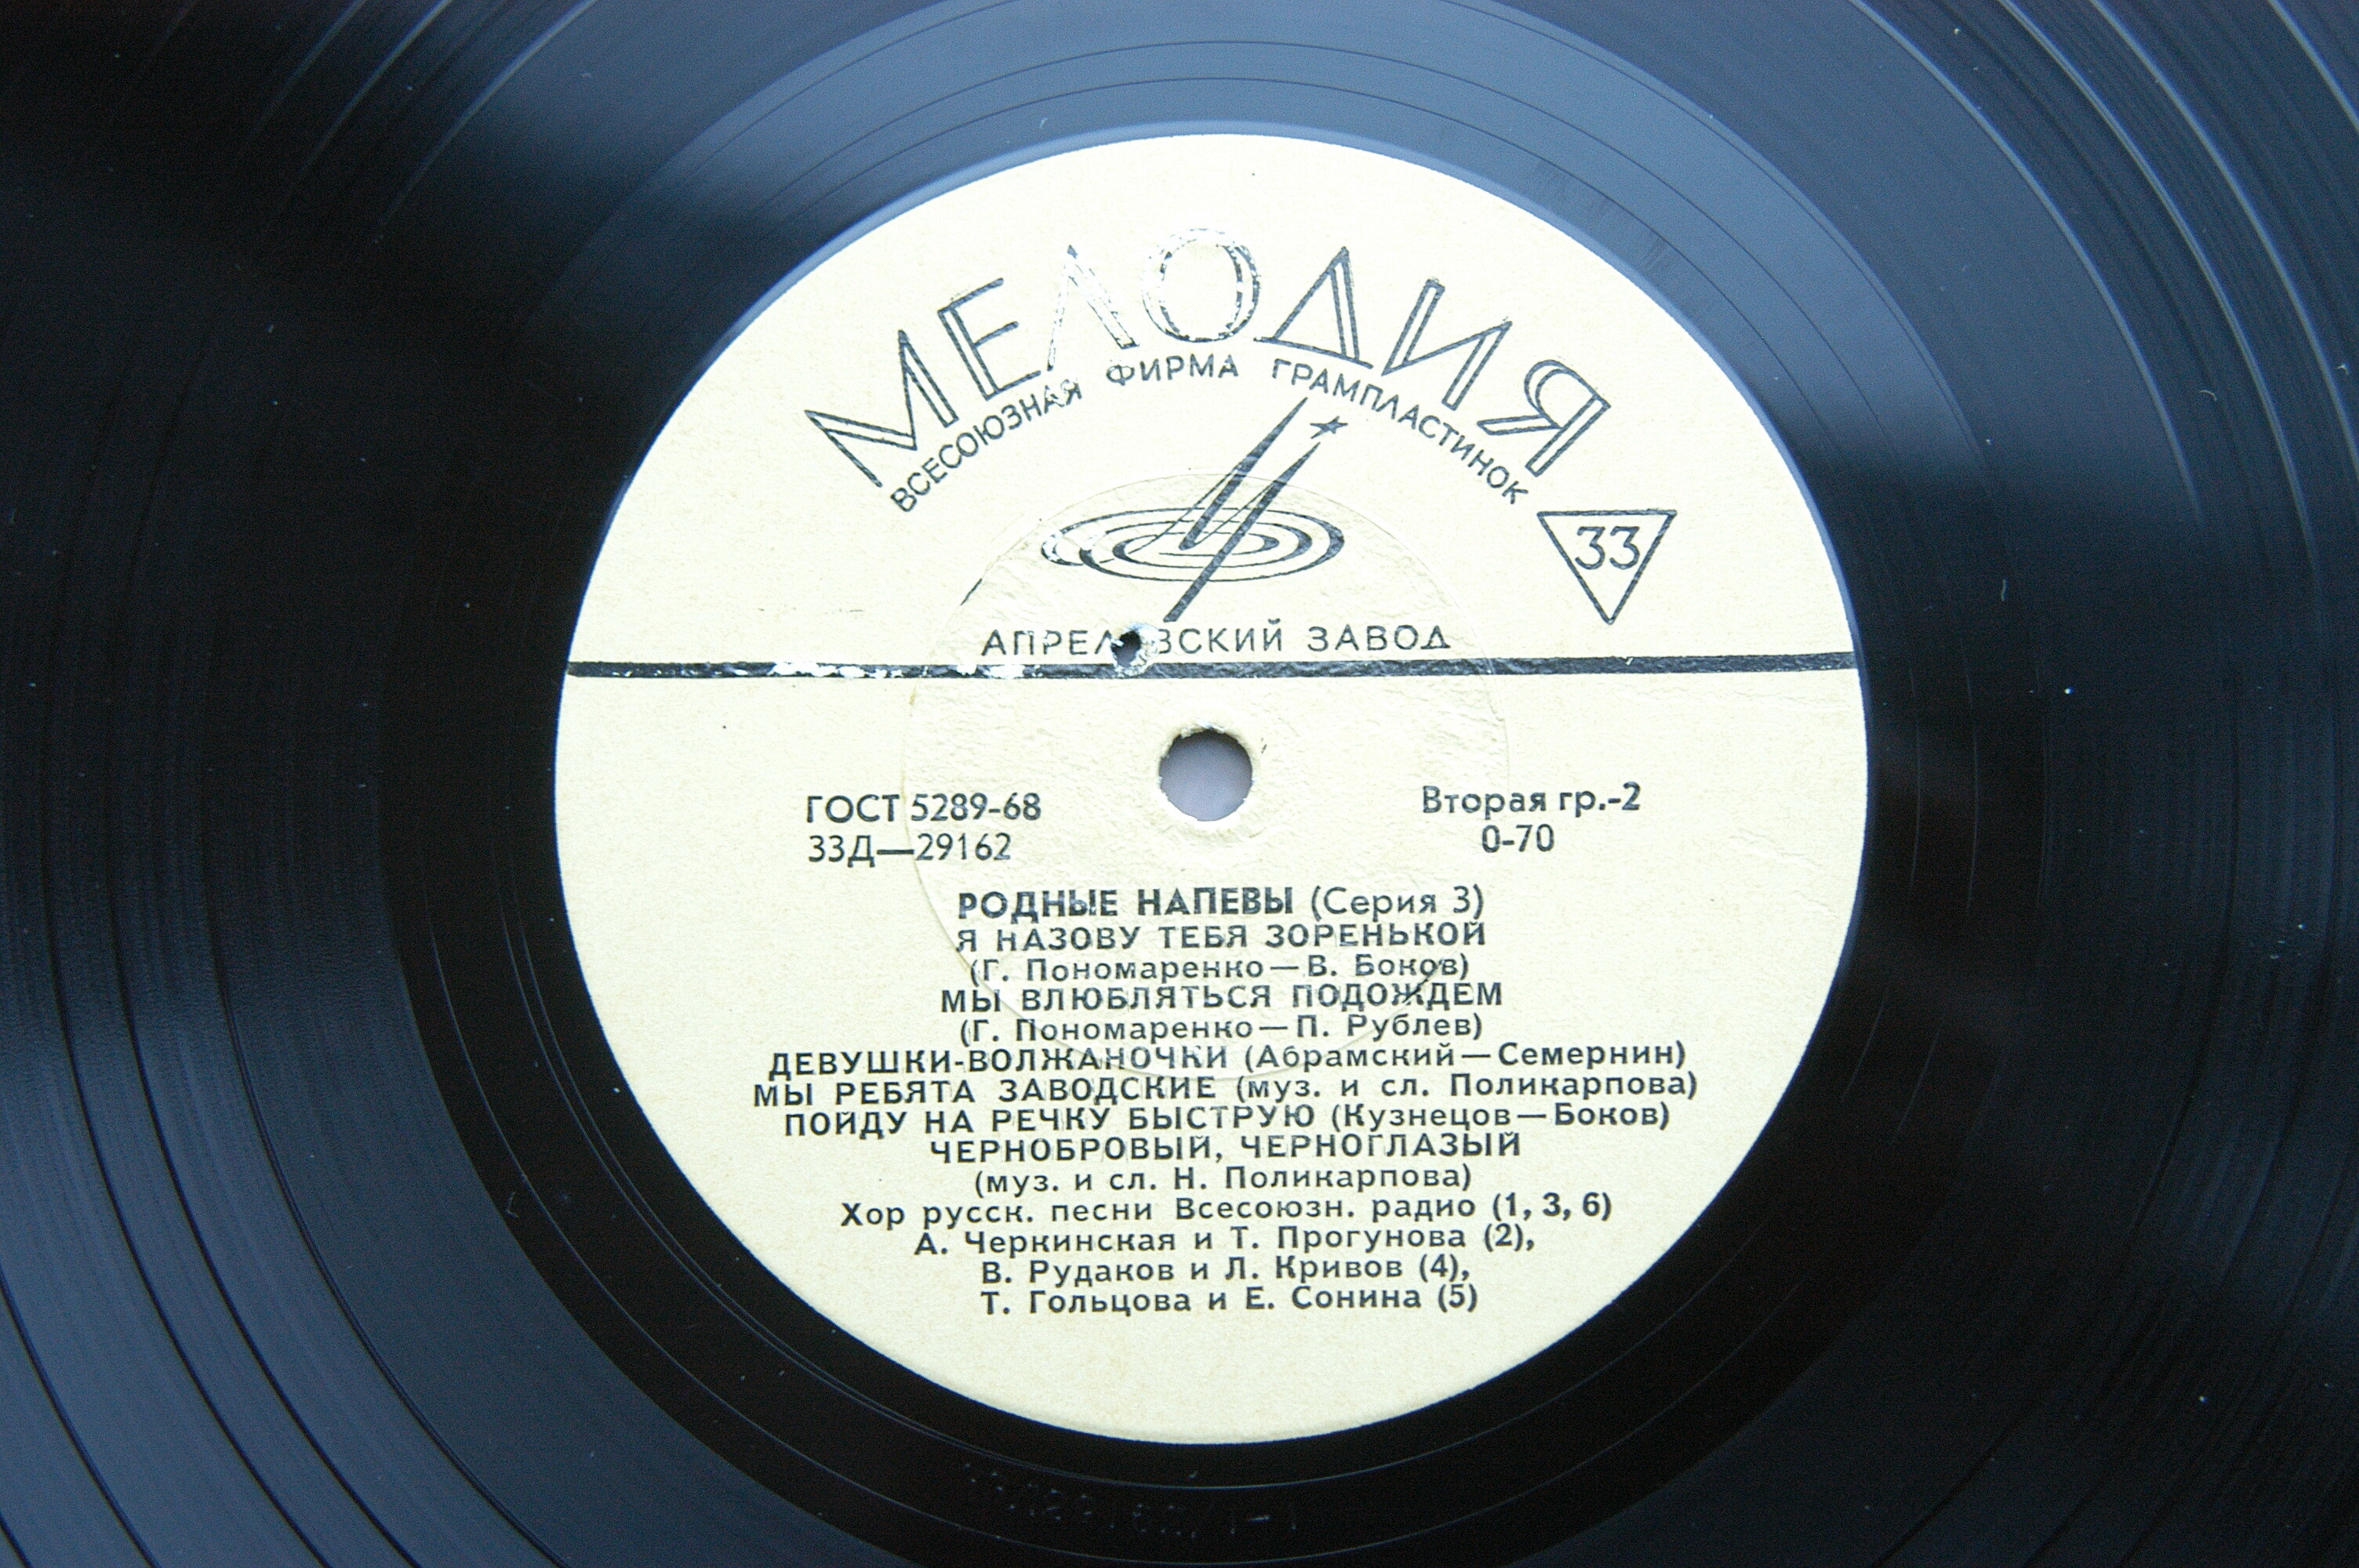 МЕЛОДИЯ
ВСЕСОЮЗНАЯ ФИРМА ГРАМПЛАСТИНОК
33
ЗАВОД
ГОСТ 5289-68
33Д—29162
Вторая гр.-2
0-70
РОДНЫЕ НАПЕВЫ (Серия 3)
Я НАЗОВУ ТЕБЯ ЗОРЕНЬКОЙ
(Г. Пономаренко—В. Боков)
МЫ ВЛЮБЛЯТЬСЯ ПОДОЖДЕМ
(Г. Пономаренко—П. Рублев)
ДЕВУШКИ-ВОЛЖАНОЧКИ (Абрамский—Семернин)
МЫ РЕБЯТА ЗАВОДСКИЕ (муз. и сл. Поликарпова)
ПОЙДУ НА РЕЧКУ БЫСТРУЮ (Кузнецов—Боков)
ЧЕРНОБРОВЫЙ, ЧЕРНОГЛАЗЫЙ
(муз. и сл. Н. Поликарпова)
Хор русск. песни Всесоюзн. радио (1, 3, 6)
А. Черкинская и Т. Прогунова (2),
В. Рудаков и Л. Кривов (4),
Т. Гольцова и Е. Сонина (5)